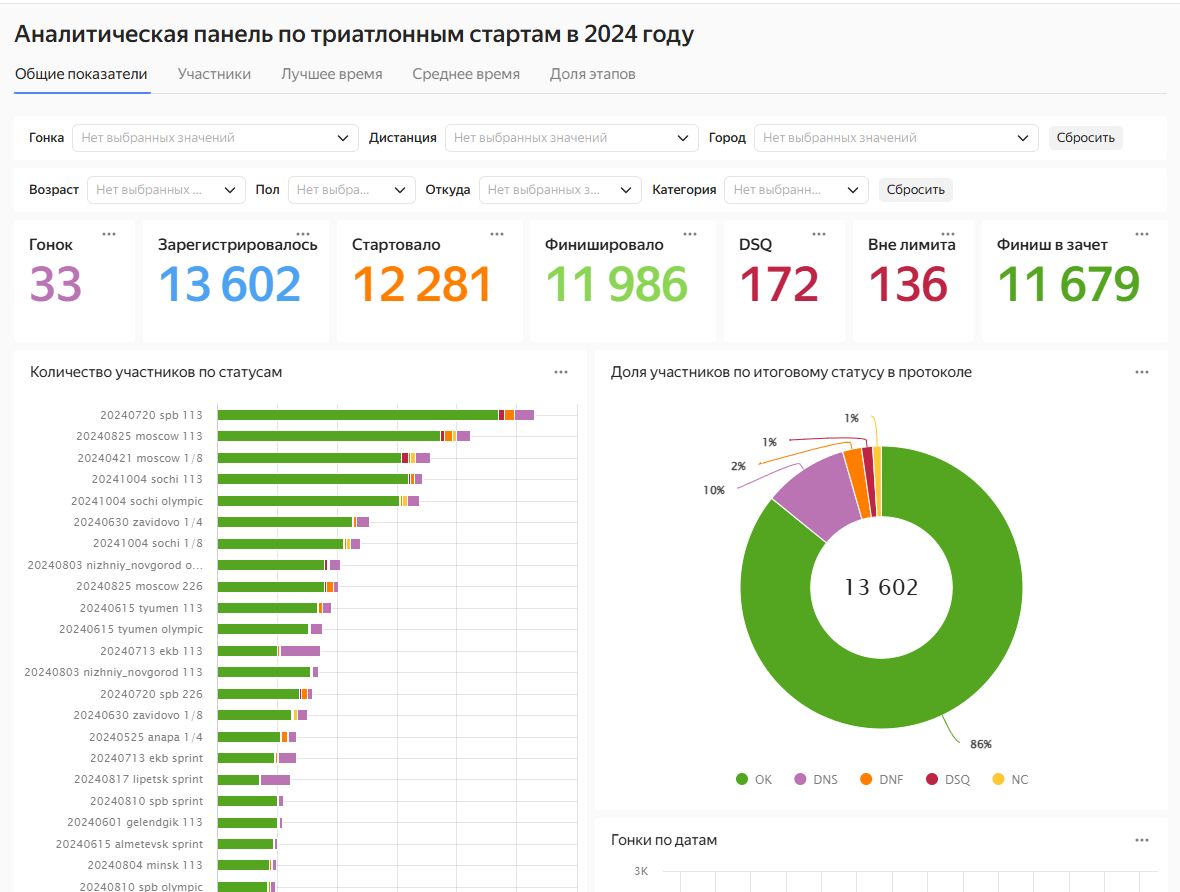 Аналитическая панель по триатлонным стартам в 2024 году
Общие показатели Участники Лучшее время Среднее время Доля этапов
Гонка Нет выбранных значений Дистанция Нет выбранных значений Город Нет выбранных значений Сбросить
Возраст Нет выбранных ... Пол Нет выбра... Откуда Нет выбранных з... Категория Нет выбранн... Сбросить
Гонок Зарегистрировалось Стартовало Финишировало DSQ Вне лимита Финиш в зачет
33 13 602 12 281 11 986 172 136 11 679
Количество участников по статусам
20240720 spb 113
20240825 moscow 113
20240421 moscow 1/8
20241004 sochi 113
20241004 sochi olympic
20240630 zavidovo 1/4
20241004 sochi 1/8
20240803 nizhniy_novgorod o...
20240825 moscow 226
20240615 tyumen 113
20240615 tyumen olympic
20240713 ekb 113
20240803 nizhniy_novgorod 113
20240720 spb 226
20240630 zavidovo 1/8
20240525 anapa 1/4
20240713 ekb sprint
20240817 lipetsk sprint
20240810 spb sprint
20240601 gelendgik 113
20240615 almetevsk sprint
20240804 minsk 113
20240810 spb olympic
Доля участников по итоговому статусу в протоколе
1%
1%
2%
10%
13 602
86%
OK DNS DNF DSQ NC
Гонки по датам
3K